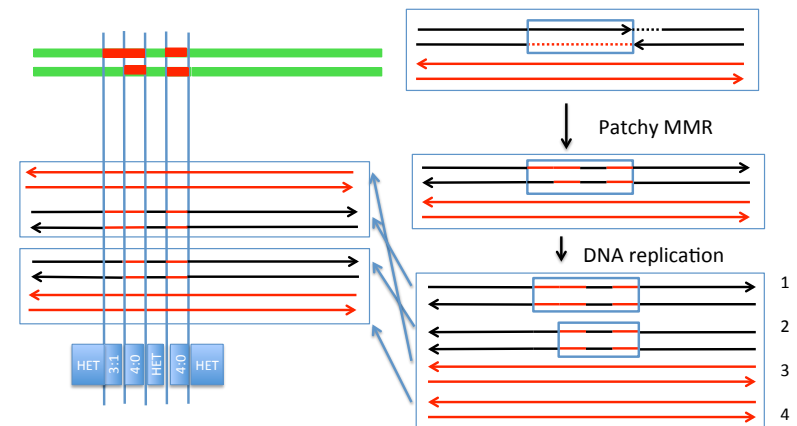 Patchy MMR
DNA replication
1
2
3
4
HET 3:1 4:0 HET 4:0 HET